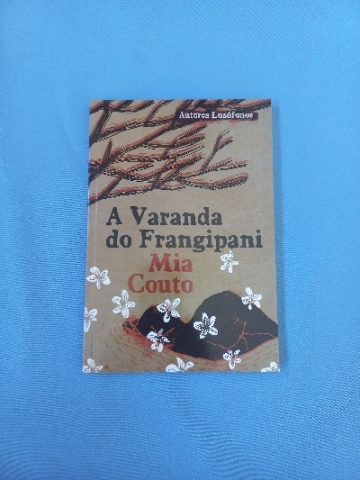 Autores Lusófonos
A Varanda
do Frangipani
Mia
Couto